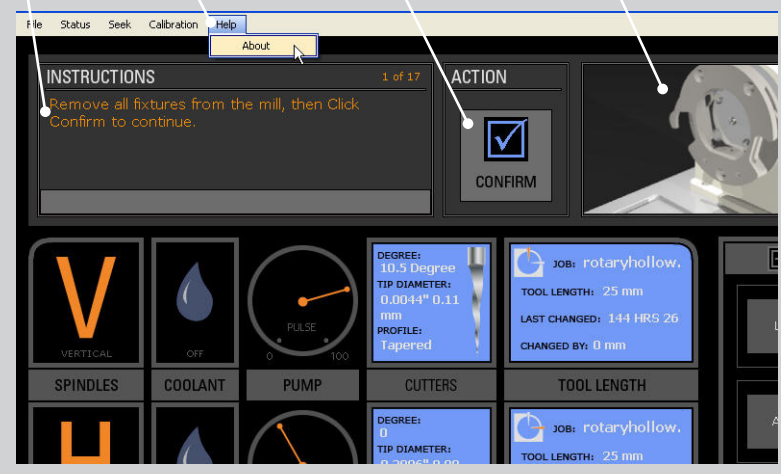 File Status Seek Calibration Help
About
INSTRUCTIONS 1 of 17 ACTION
Remove all fixtures from the mill, then Click
Confirm to continue.
CONFIRM
V
VERTICAL
OFF
PULSE
0 100
DEGREE:
10.5 Degree
TIP DIAMETER:
0.0044" 0.11
mm
PROFILE:
Tapered
JOB: rotaryhollow.
TOOL LENGTH: 25 mm
LAST CHANGED: 144 HRS 26
CHANGED BY: 0 mm
SPINDLES COOLANT PUMP CUTTERS TOOL LENGTH
DEGREE:
0
TIP DIAMETER:
JOB: rotaryhollow.
TOOL LENGTH: 25 mm